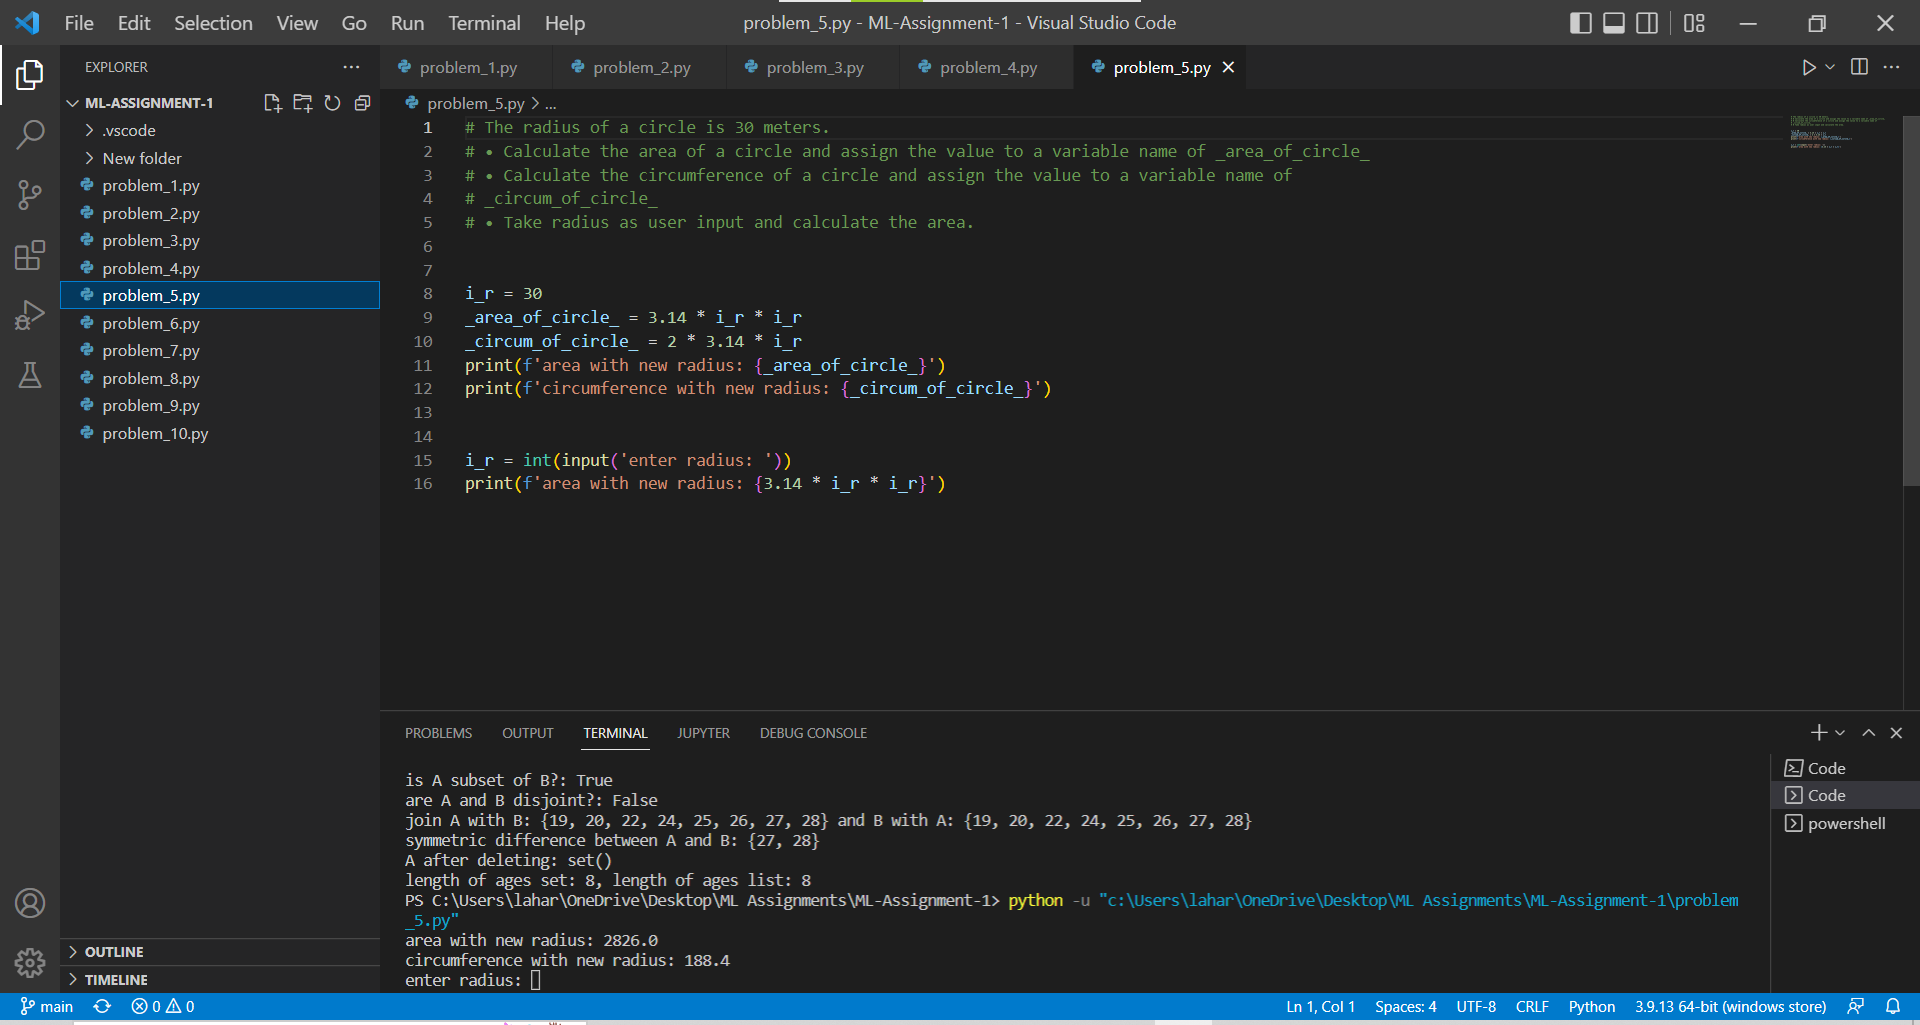 File Edit Selection View Go Run Terminal Help
problem_5.py - ML-Assignment-1 - Visual Studio Code
EXPLORER
ML-ASSIGNMENT-1
.vscode
New folder
problem_1.py
problem_2.py
problem_3.py
problem_4.py
problem_5.py
problem_6.py
problem_7.py
problem_8.py
problem_9.py
problem_10.py
OUTLINE
TIMELINE
problem_1.py problem_2.py problem_3.py problem_4.py problem_5.py
problem_5.py > ...
1 # The radius of a circle is 30 meters.
2 # • Calculate the area of a circle and assign the value to a variable name of _area_of_circle_
3 # • Calculate the circumference of a circle and assign the value to a variable name of
4 # _circum_of_circle_
5 # • Take radius as user input and calculate the area.
6
7
8 i_r = 30
9 _area_of_circle_ = 3.14 * i_r * i_r
10 _circum_of_circle_ = 2 * 3.14 * i_r
11 print(f'area with new radius: {_area_of_circle_}')
12 print(f'circumference with new radius: {_circum_of_circle_}')
13
14
15 i_r = int(input('enter radius: '))
16 print(f'area with new radius: {3.14 * i_r * i_r}')
PROBLEMS OUTPUT TERMINAL JUPYTER DEBUG CONSOLE
is A subset of B?: True
are A and B disjoint?: False
join A with B: {19, 20, 22, 24, 25, 26, 27, 28} and B with A: {19, 20, 22, 24, 25, 26, 27, 28}
symmetric difference between A and B: {27, 28}
A after deleting: set()
length of ages set: 8, length of ages list: 8
PS C:\Users\lahar\OneDrive\Desktop\ML Assignments\ML-Assignment-1> python -u "c:\Users\lahar\OneDrive\Desktop\ML Assignments\ML-Assignment-1\problem
_5.py"
area with new radius: 2826.0
circumference with new radius: 188.4
enter radius:
Code
Code
powershell
main 0 0
Ln 1, Col 1 Spaces: 4 UTF-8 CRLF Python 3.9.13 64-bit (windows store)